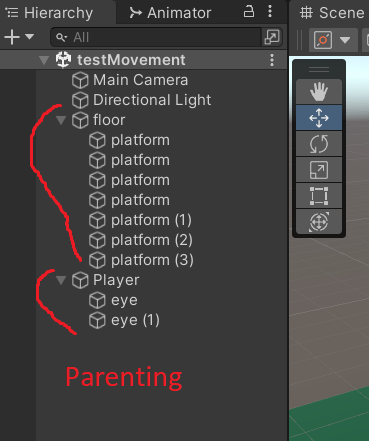 Hierarchy
Animator
Scene
All
testMovement
Main Camera
Directional Light
floor
platform
platform
platform
platform
platform (1)
platform (2)
platform (3)
Player
eye
eye (1)
Parenting